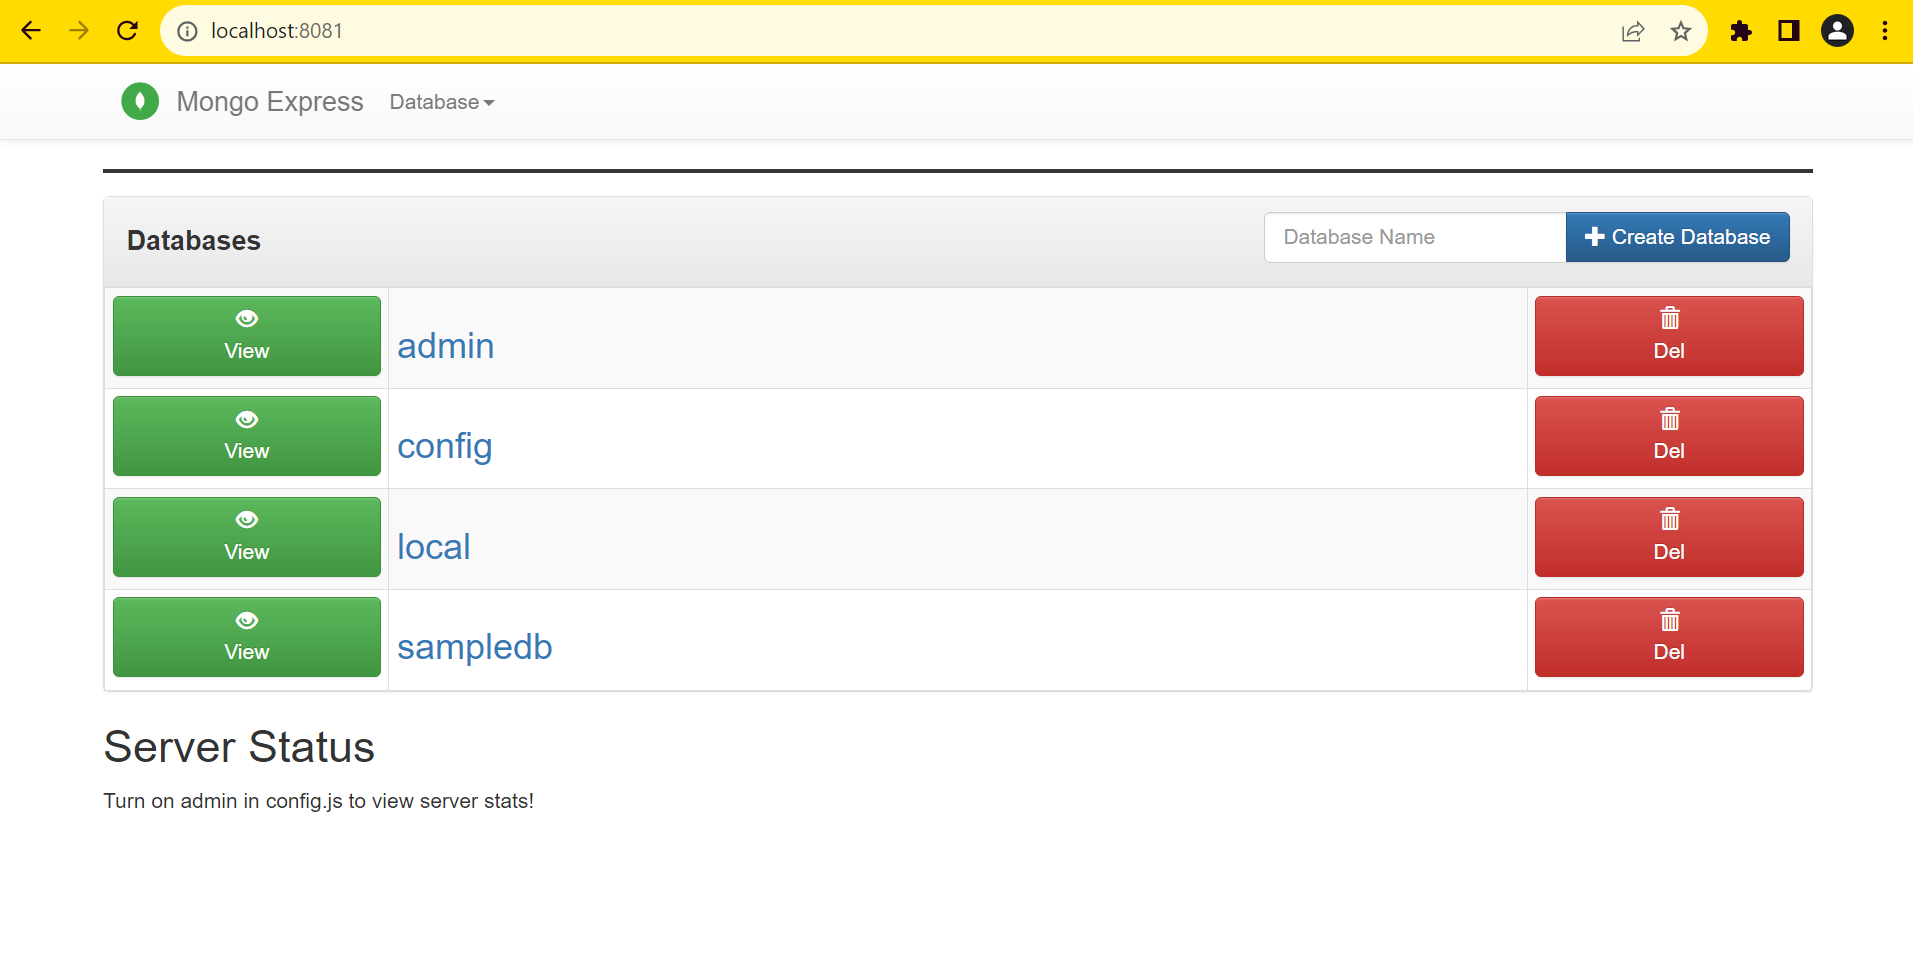 localhost:8081
Mongo Express Database
Databases
Database Name Create Database
View admin Del
View config Del
View local Del
View sampledb Del
Server Status
Turn on admin in config.js to view server stats!